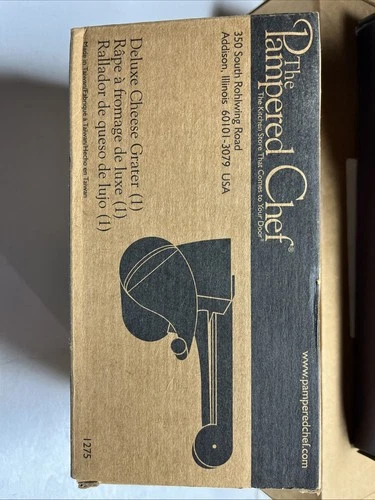 The
Pampered Chef®
The Kitchen Store That Comes to Your Door®
www.pamperedchef.com
350 South Rohlwing Road
Addison, Illinois 60101-3079 USA
Deluxe Cheese Grater (1)
Râpe à fromage de luxe (1)
Rallador de queso de lujo (1)
Made in Taiwan/Fabriqué à Taïwan/Hecho en Taiwan
1275